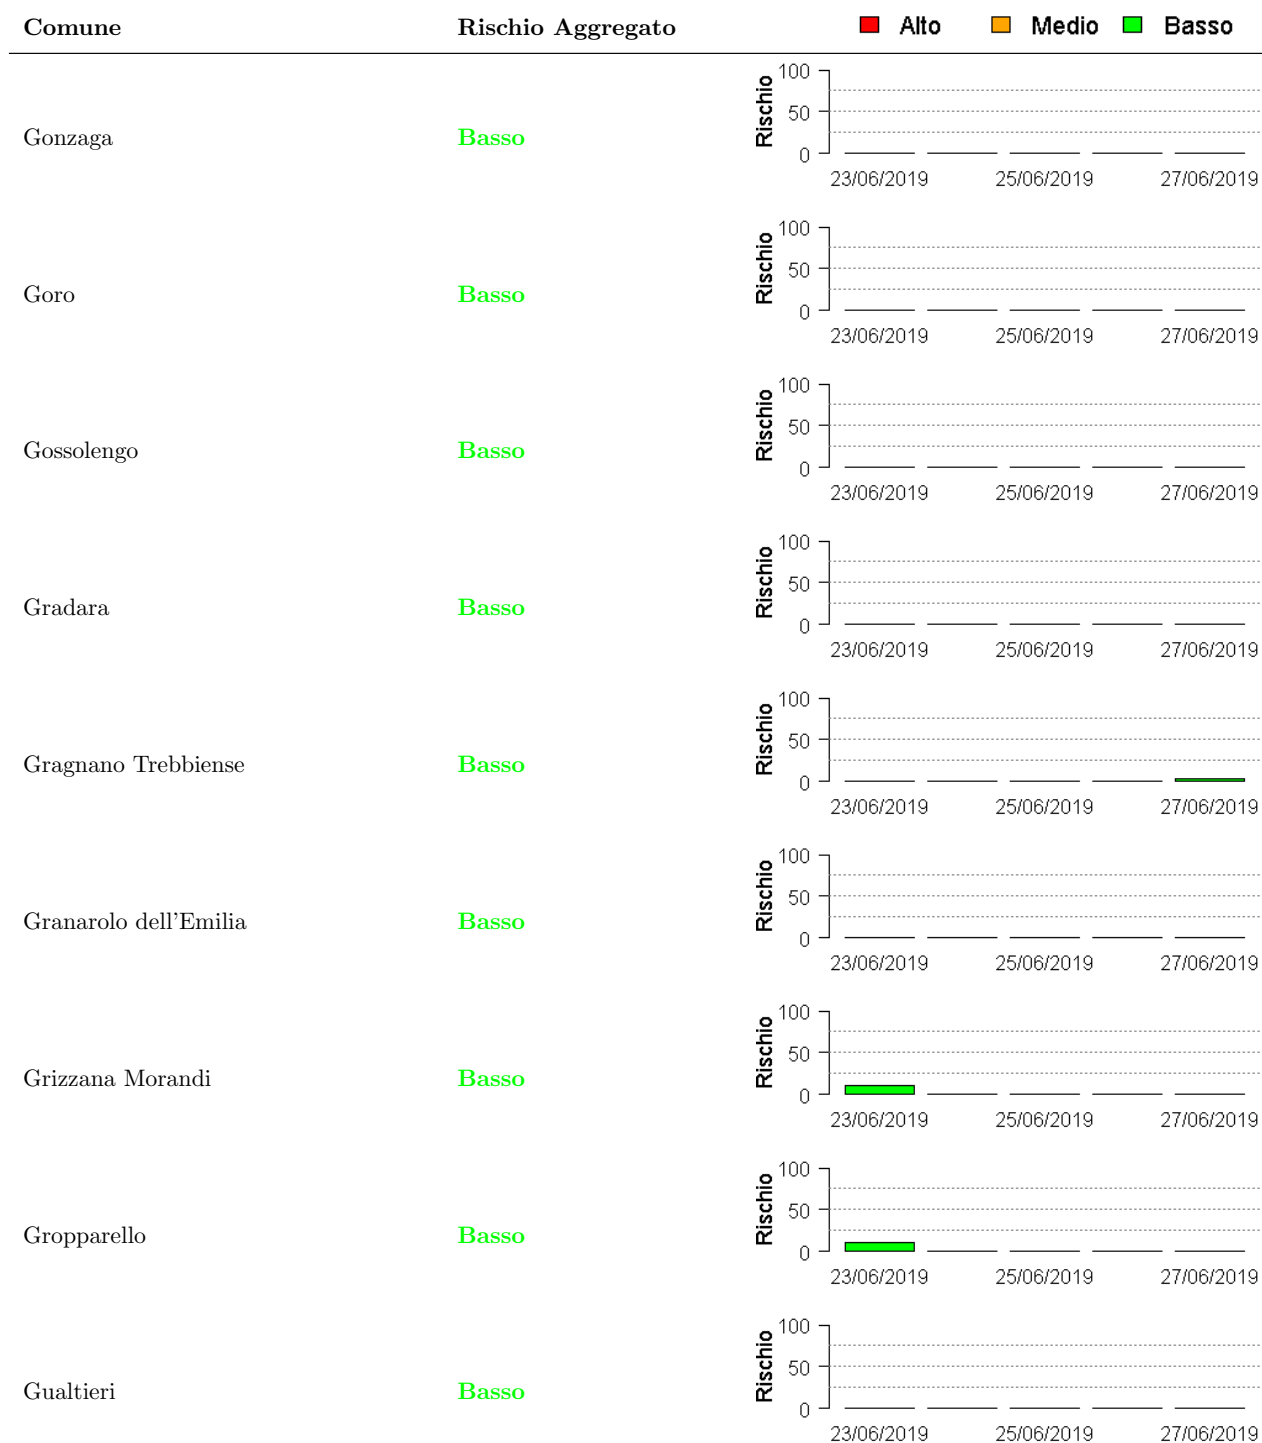 Comune Rischio Aggregato Alto Medio Basso
Gonzaga Basso Rischio 100 50 0
23/06/2019 25/06/2019 27/06/2019
Goro Basso Rischio 100 50 0
23/06/2019 25/06/2019 27/06/2019
Gossolengo Basso Rischio 100 50 0
23/06/2019 25/06/2019 27/06/2019
Gradara Basso Rischio 100 50 0
23/06/2019 25/06/2019 27/06/2019
Gragnano Trebbiense Basso Rischio 100 50 0
23/06/2019 25/06/2019 27/06/2019
Granarolo dell'Emilia Basso Rischio 100 50 0
23/06/2019 25/06/2019 27/06/2019
Grizzana Morandi Basso Rischio 100 50 0
23/06/2019 25/06/2019 27/06/2019
Gropparello Basso Rischio 100 50 0
23/06/2019 25/06/2019 27/06/2019
Gualtieri Basso Rischio 100 50 0
23/06/2019 25/06/2019 27/06/2019